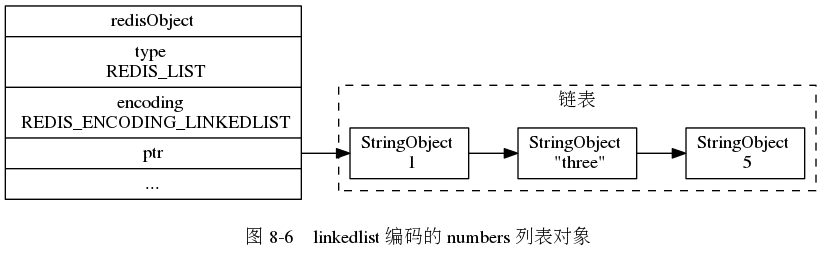 redisObject
type
REDIS_LIST
encoding
REDIS_ENCODING_LINKEDLIST
ptr
...
链表
StringObject
1
StringObject
"three"
StringObject
5
图 8-6 linkedlist 编码的 numbers 列表对象